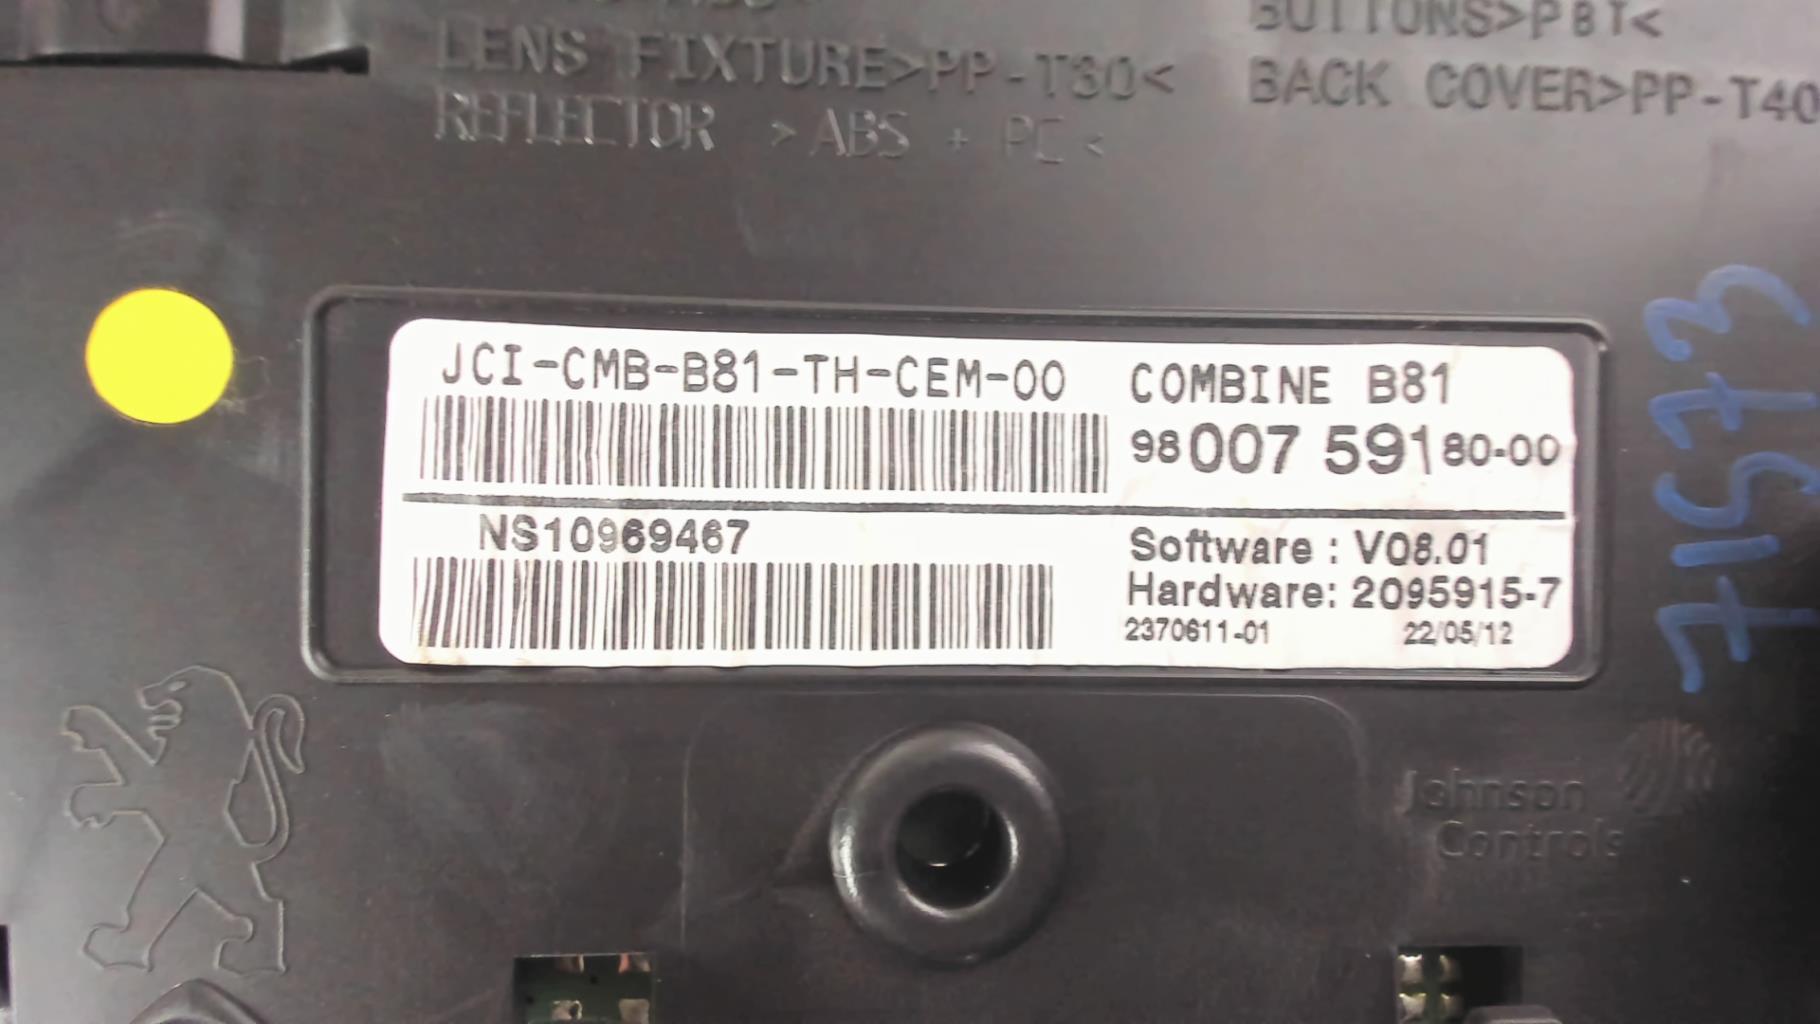 LENS FIXTURE>PP-T30<
REFLECTOR >ABS + PC<
BUTTONS>PBT<
BACK COVER>PP-T40
JCI-CMB-B81-TH-CEM-00
COMBINE B81
98 007 591 80-00
NS10969467
Software : V08.01
Hardware: 2095915-7
2370611-01 22/05/12
Johnson
Controls